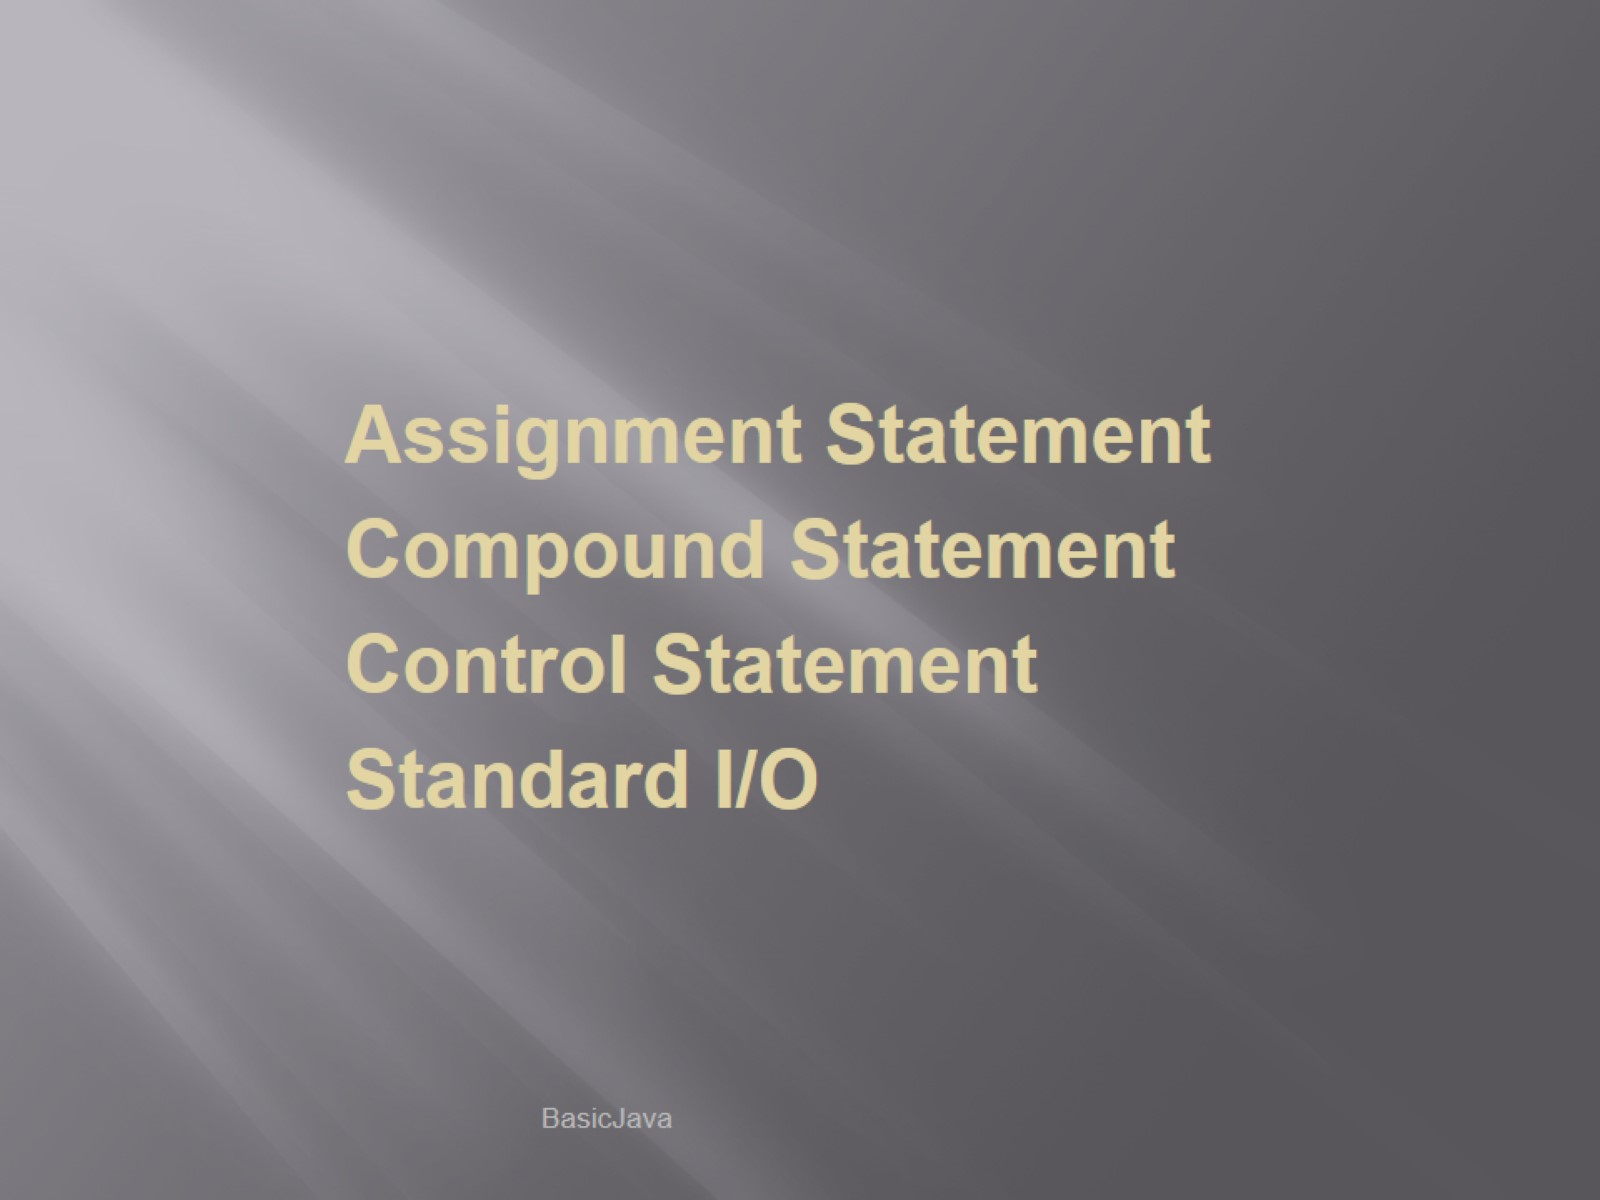 Assignment Statement
Compound Statement
Control Statement
Standard I/O
BasicJava